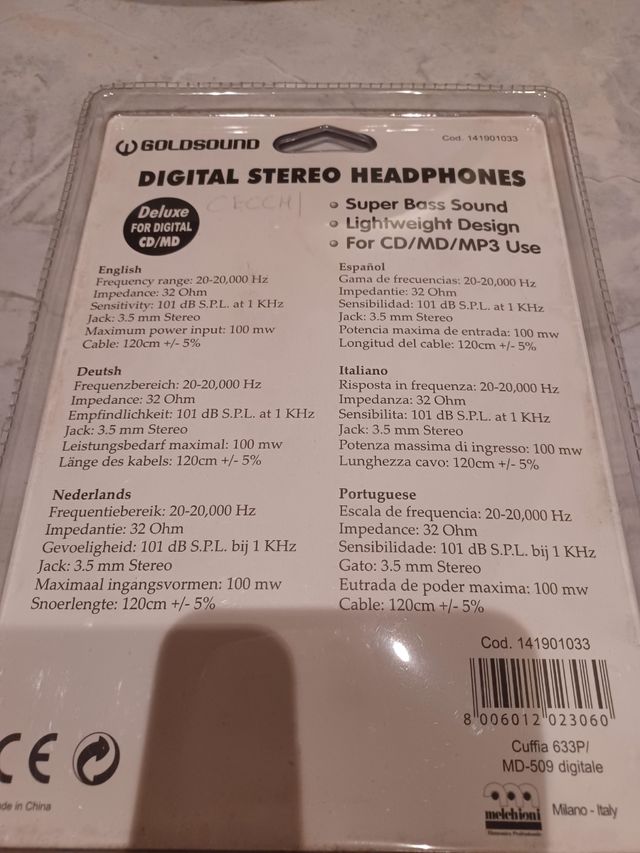 GOLDSOUND
Cod. 141901033
DIGITAL STEREO HEADPHONES
Deluxe
FOR DIGITAL
CD/MD
CECCHI
Super Bass Sound
Lightweight Design
For CD/MD/MP3 Use
English
Frequency range: 20-20,000 Hz
Impedance: 32 Ohm
Sensitivity: 101 dB S.P.L. at 1 KHz
Jack: 3.5 mm Stereo
Maximum power input: 100 mw
Cable: 120cm +/- 5%
Español
Gama de frecuencias: 20-20,000 Hz
Impedantie: 32 Ohm
Sensibilidad: 101 dB S.P.L. at 1 KHz
Jack: 3.5 mm Stereo
Potencia maxima de entrada: 100 mw
Longitud del cable: 120cm +/- 5%
Deutsh
Frequenzbereich: 20-20,000 Hz
Impedance: 32 Ohm
Empfindlichkeit: 101 dB S.P.L. at 1 KHz
Jack: 3.5 mm Stereo
Leistungsbedarf maximal: 100 mw
Länge des kabels: 120cm +/- 5%
Italiano
Risposta in frequenza: 20-20,000 Hz
Impedanza: 32 Ohm
Sensibilita: 101 dB S.P.L. at 1 KHz
Jack: 3.5 mm Stereo
Potenza massima di ingresso: 100 mw
Lunghezza cavo: 120cm +/- 5%
Nederlands
Frequentiebereik: 20-20,000 Hz
Impedantie: 32 Ohm
Gevoeligheid: 101 dB S.P.L. bij 1 KHz
Jack: 3.5 mm Stereo
Maximaal ingangsvormen: 100 mw
Snoerlengte: 120cm +/- 5%
Portuguese
Escala de frequencia: 20-20,000 Hz
Impedance: 32 Ohm
Sensibilidade: 101 dB S.P.L. bij 1 KHz
Gato: 3.5 mm Stereo
Eutrada de poder maxima: 100 mw
Cable: 120cm +/- 5%
Cod. 141901033
8 006012 023060
Cuffia 633P/
MD-509 digitale
CE
de in China
melchioni
Milano - Italy